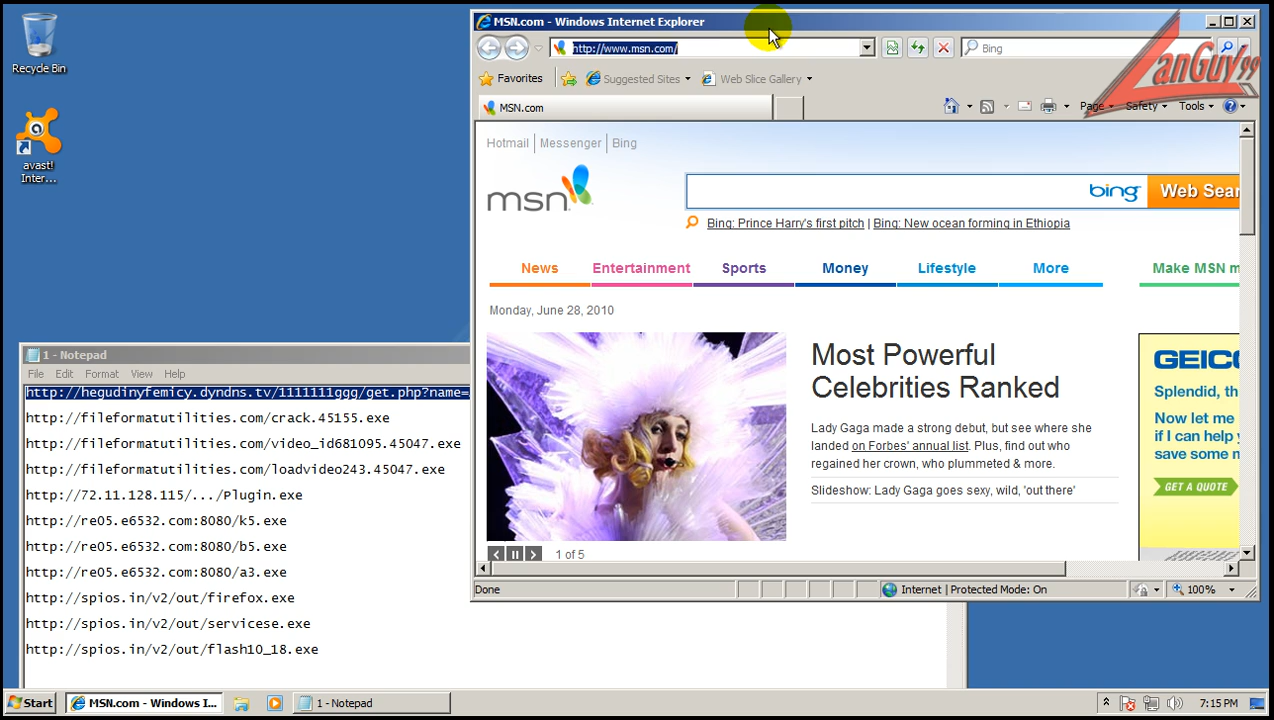 Recycle Bin
avast!
Inter...
MSN.com - Windows Internet Explorer
http://www.msn.com/
Bing
LanGuy99
Favorites
Suggested Sites
Web Slice Gallery
MSN.com
Page
Safety
Tools
Hotmail
Messenger
Bing
msn
bing
Web Sear
Bing: Prince Harry's first pitch | Bing: New ocean forming in Ethiopia
News
Entertainment
Sports
Money
Lifestyle
More
Make MSN m
Monday, June 28, 2010
Most Powerful
Celebrities Ranked
Lady Gaga made a strong debut, but see where she
landed on Forbes' annual list. Plus, find out who
regained her crown, who plummeted & more.
Slideshow: Lady Gaga goes sexy, wild, 'out there'
1 of 5
GEIC
Splendid, th
Now let me
if I can help y
save some n
GET A QUOTE
Done
Internet | Protected Mode: On
100%
1 - Notepad
File Edit Format View Help
http://hegudinyfemicy.dyndns.tv/1111111ggg/get.php?name=
http://fileformatutilities.com/crack.45155.exe
http://fileformatutilities.com/video_id681095.45047.exe
http://fileformatutilities.com/loadvideo243.45047.exe
http://72.11.128.115/.../Plugin.exe
http://re05.e6532.com:8080/k5.exe
http://re05.e6532.com:8080/b5.exe
http://re05.e6532.com:8080/a3.exe
http://spios.in/v2/out/firefox.exe
http://spios.in/v2/out/servicese.exe
http://spios.in/v2/out/flash10_18.exe
Start
MSN.com - Windows I...
1 - Notepad
7:15 PM